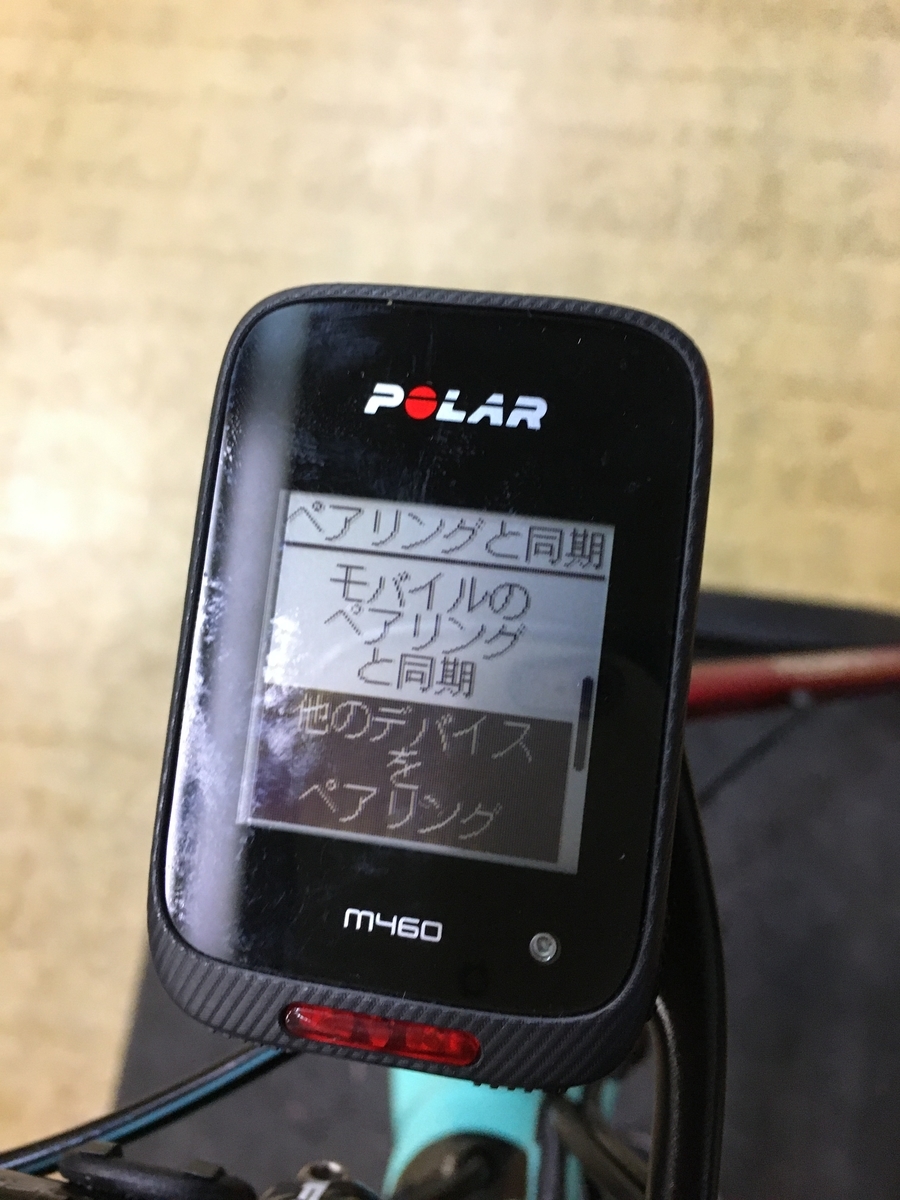 POLAR
ペアリングと同期
モバイルの
ペアリング
と同期
他のデバイス
を
ペアリング
M460